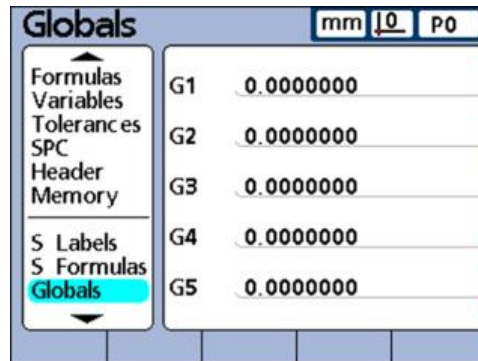 Globals mm 0 P0
Formulas
Variables
Tolerances
SPC
Header
Memory
S Labels
S Formulas
Globals
G1 0.0000000
G2 0.0000000
G3 0.0000000
G4 0.0000000
G5 0.0000000